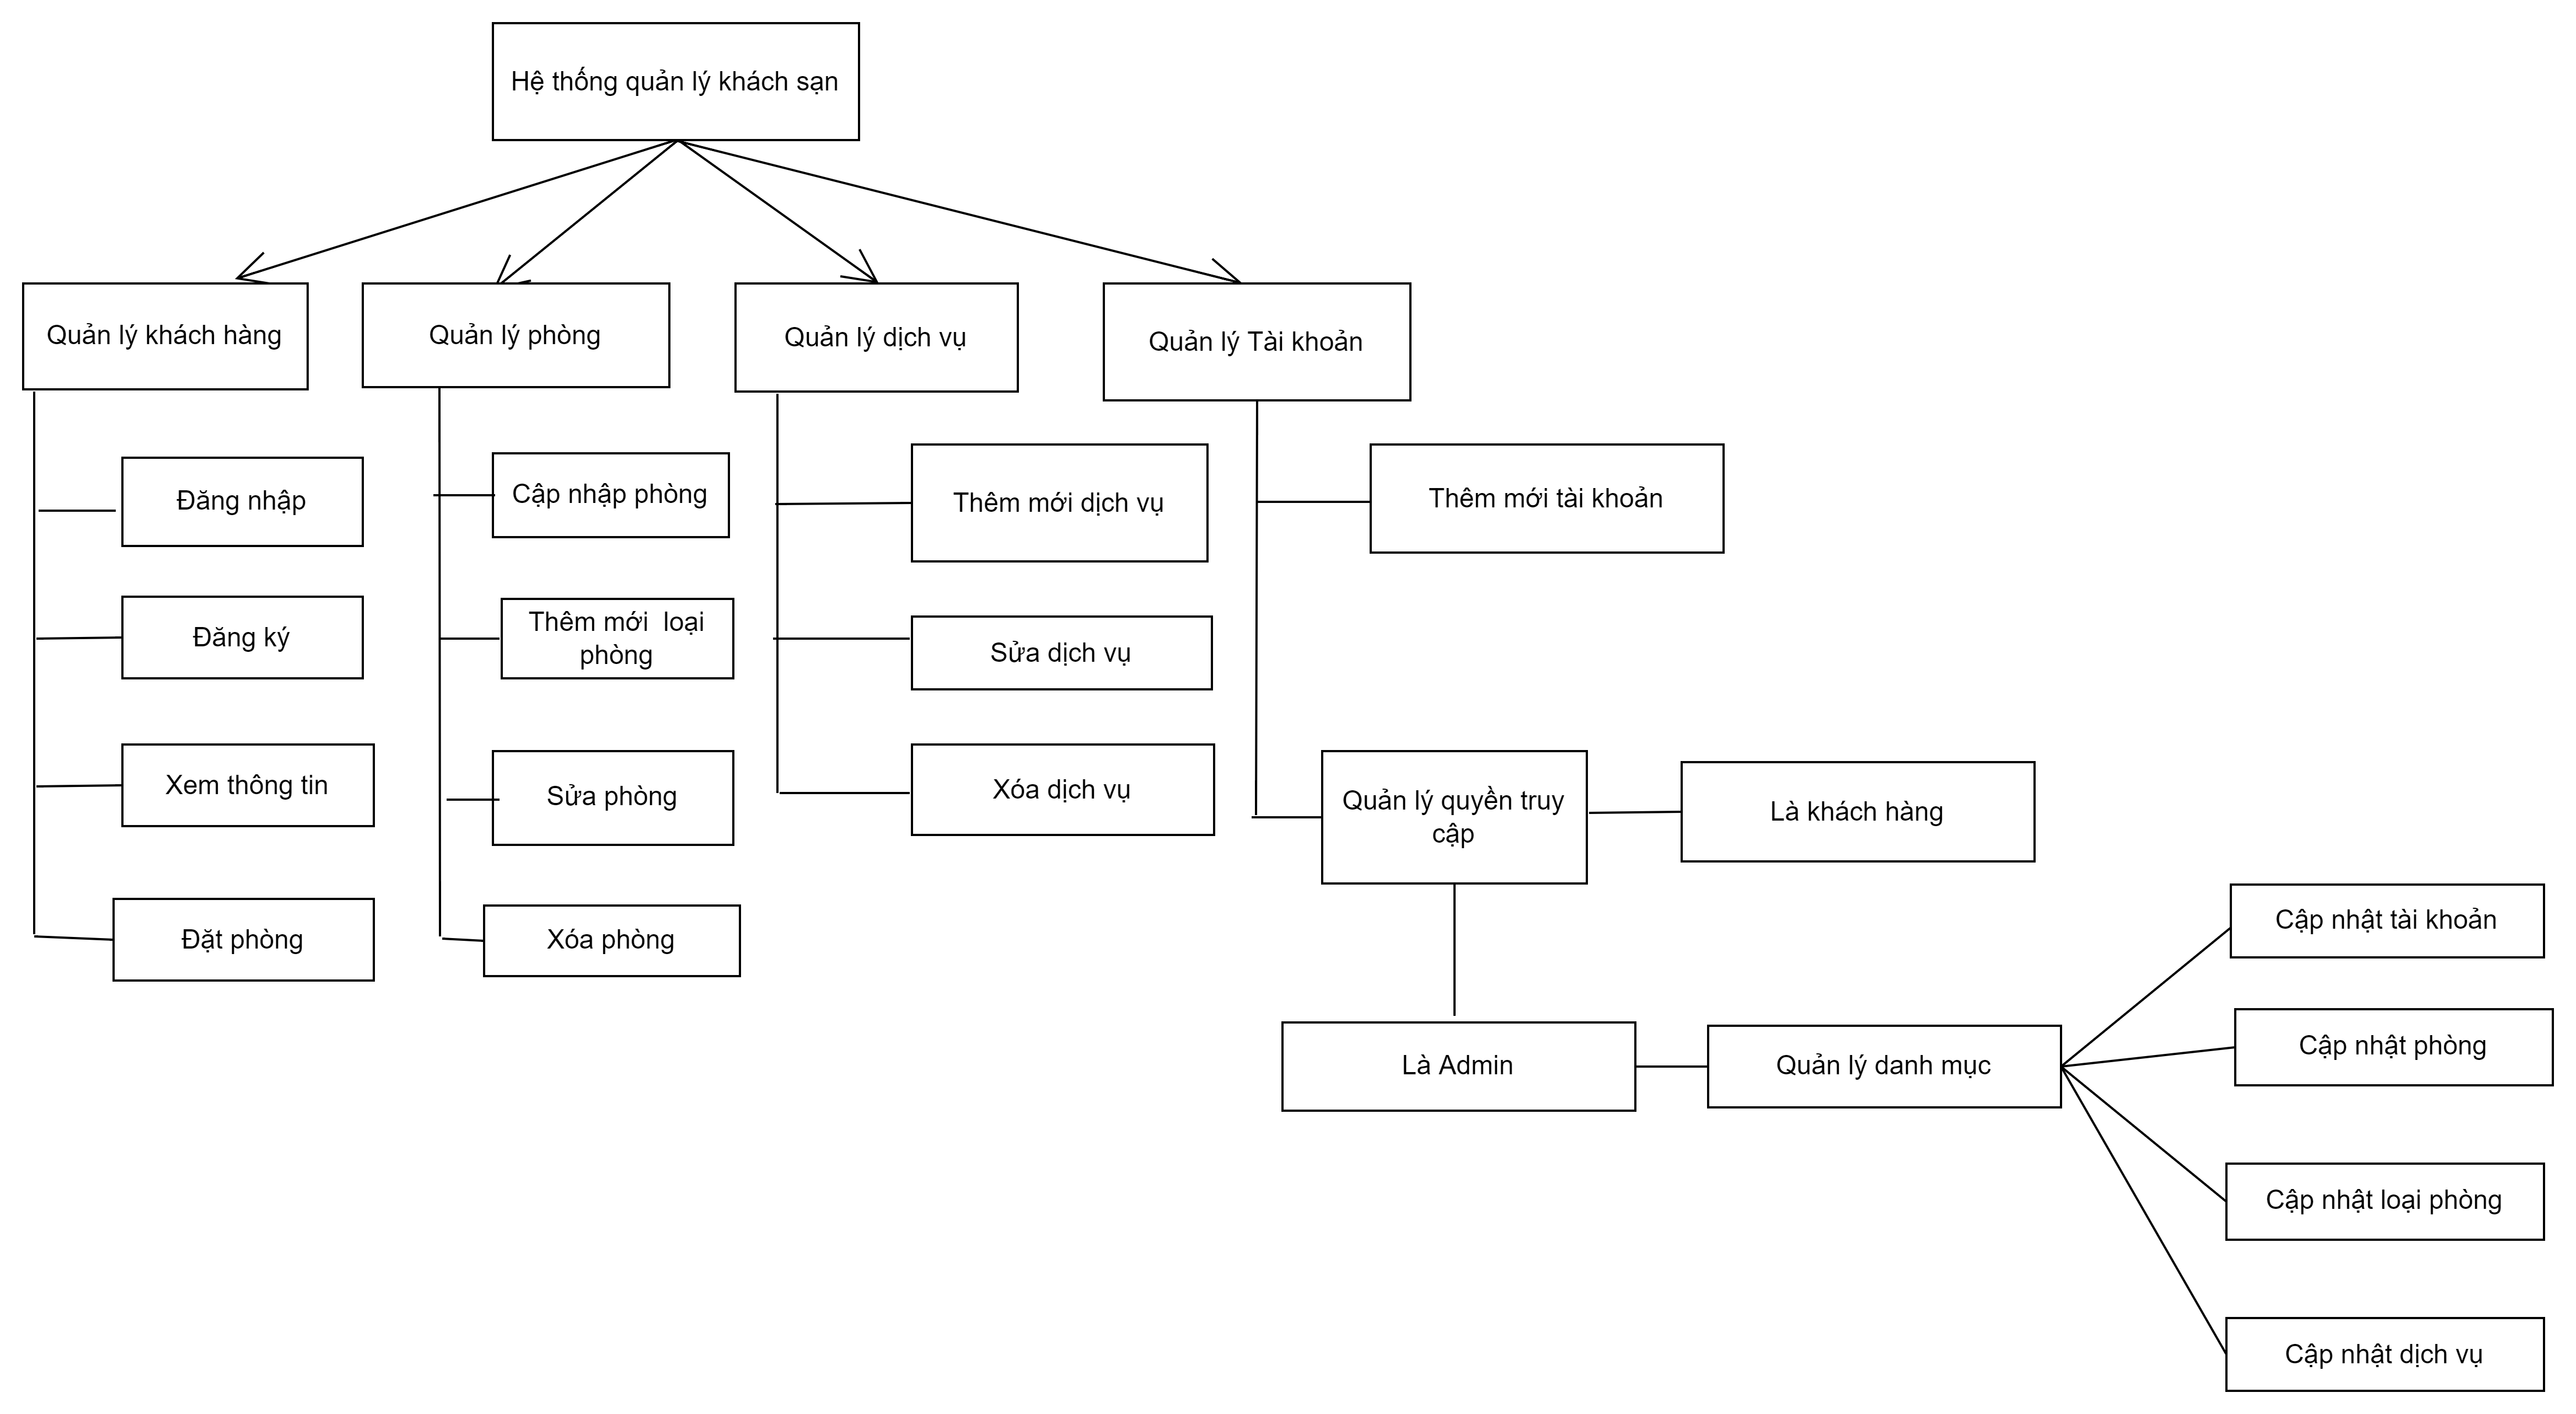 Hệ thống quản lý khách sạn
Quản lý khách hàng
Quản lý phòng
Quản lý dịch vụ
Quản lý Tài khoản
Đăng nhập
Cập nhập phòng
Thêm mới dịch vụ
Thêm mới tài khoản
Đăng ký
Thêm mới  loại
phòng
Sửa dịch vụ
Xem thông tin
Sửa phòng
Xóa dịch vụ
Quản lý quyền truy
cập
Là khách hàng
Đặt phòng
Xóa phòng
Cập nhật tài khoản
Là Admin
Quản lý danh mục
Cập nhật phòng
Cập nhật loại phòng
Cập nhật dịch vụ